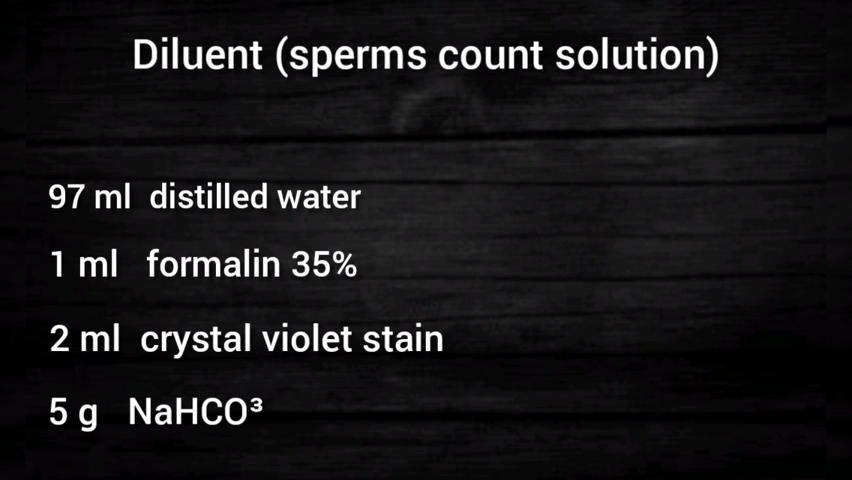 Diluent (sperms count solution)
97 ml distilled water
1 ml formalin 35%
2 ml crystal violet stain
5 g NaHCO³